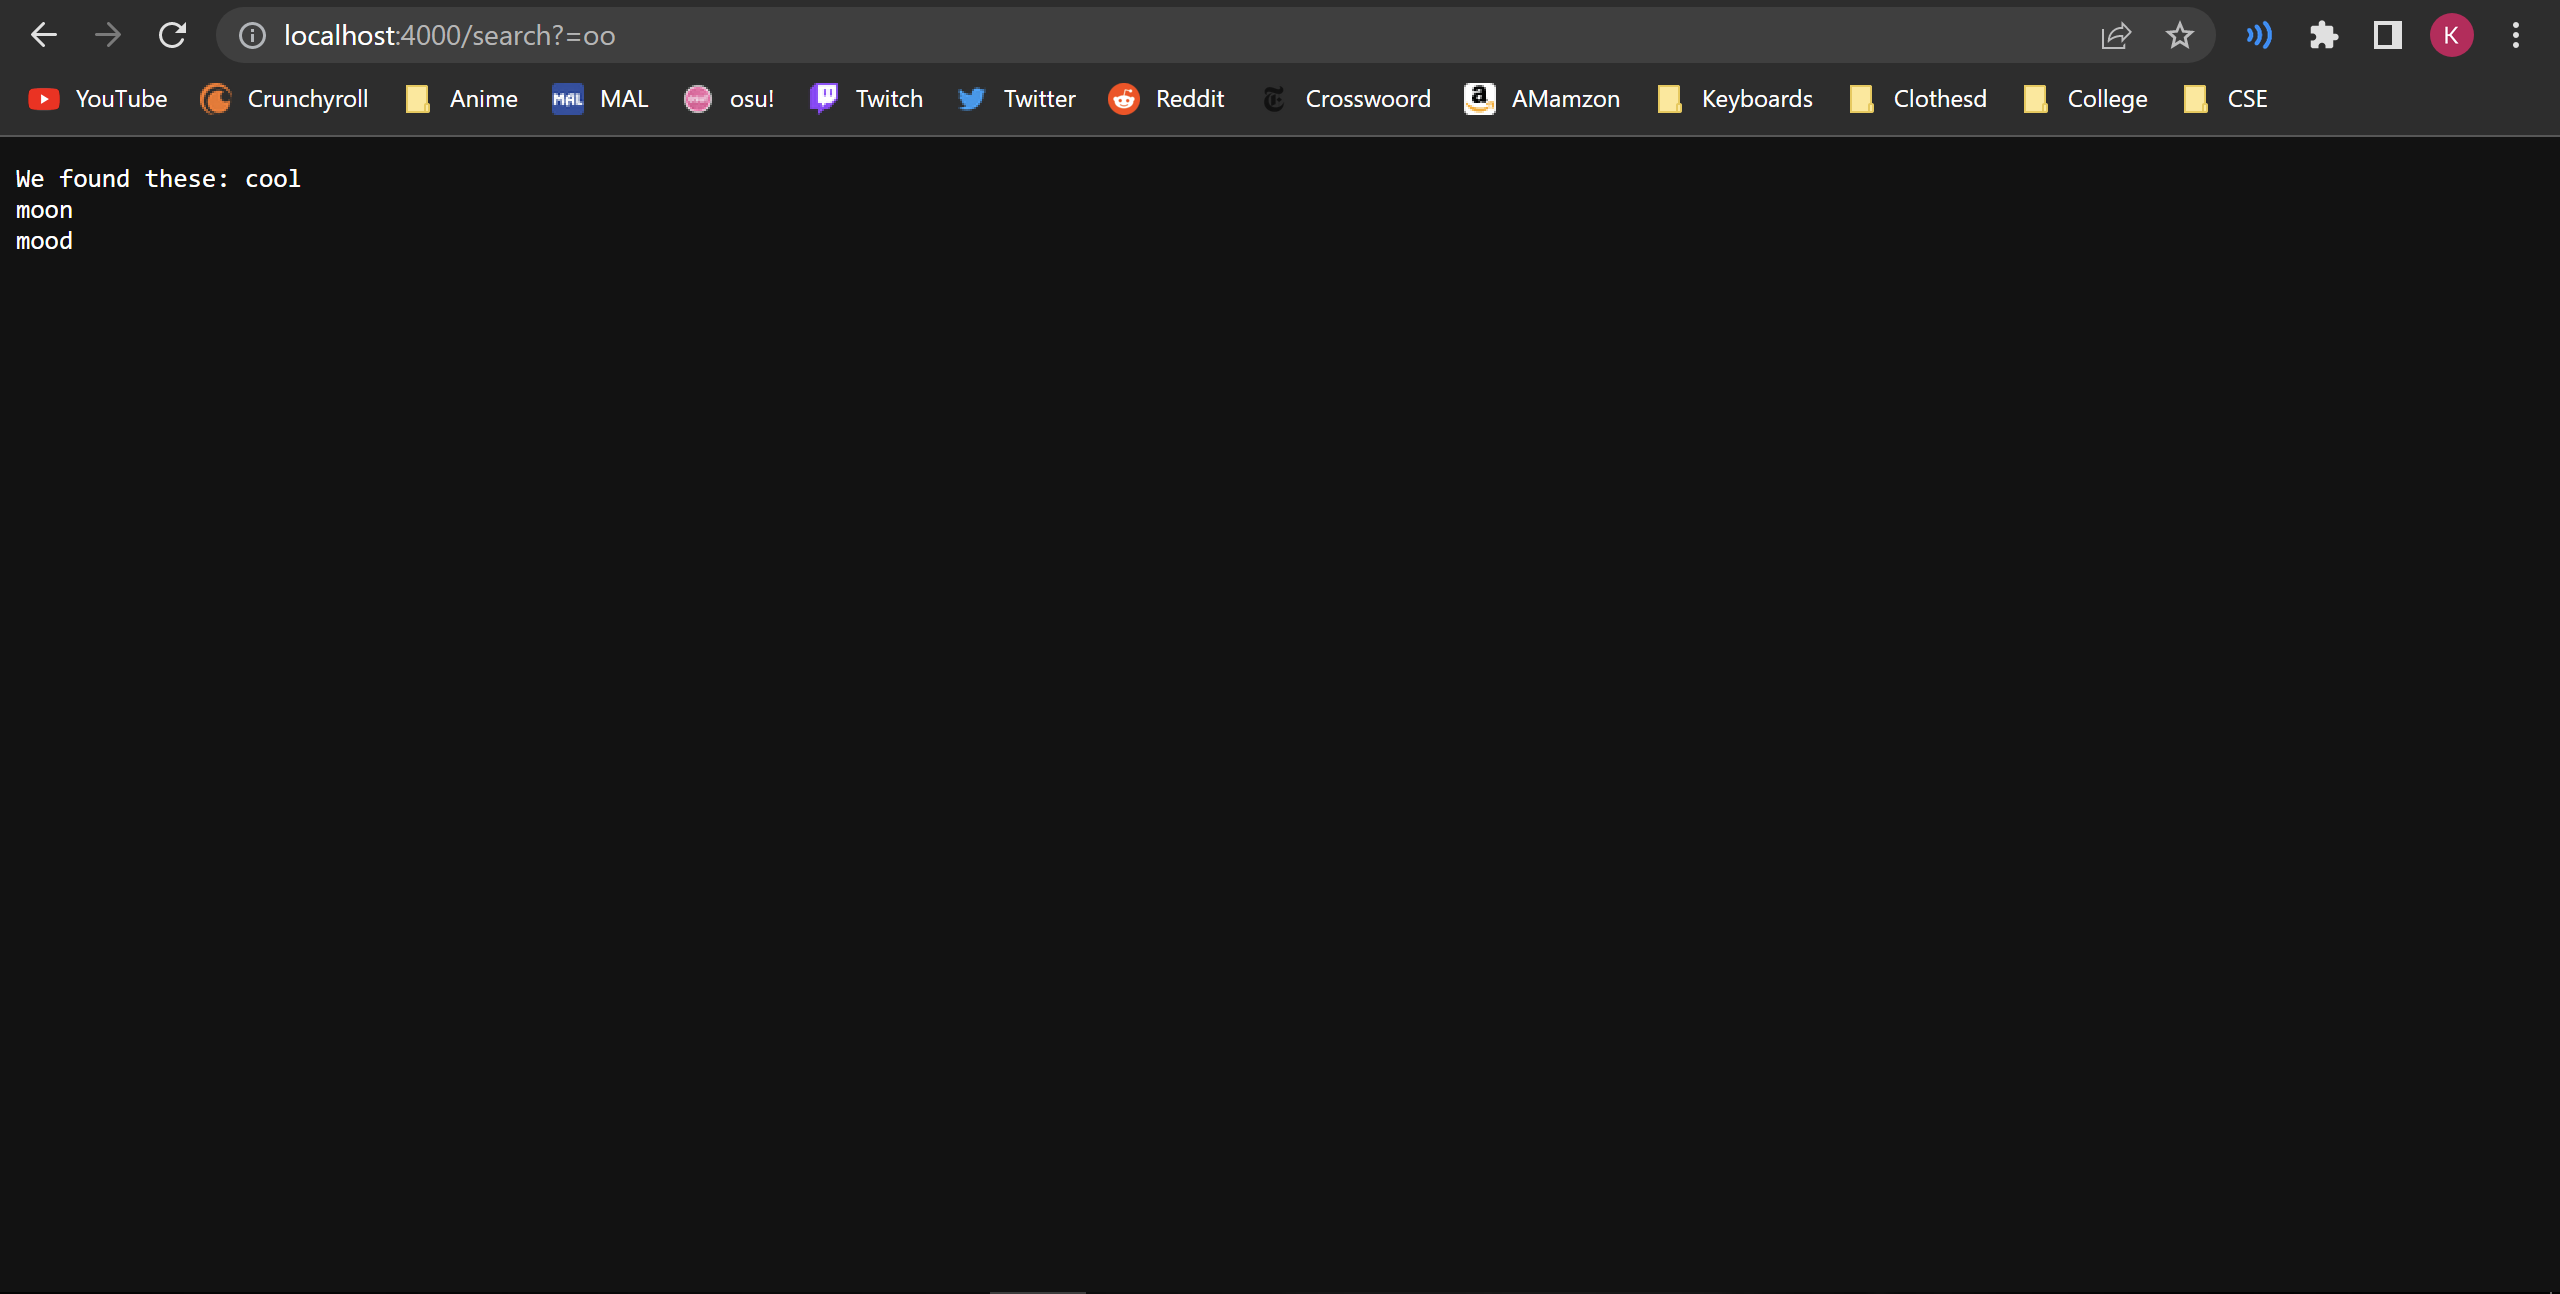 localhost:4000/search?=oo
K
YouTube Crunchyroll Anime MAL MAL osu! Twitch Twitter Reddit Crosswoord a AMamzon Keyboards Clothesd College CSE
We found these: cool
moon
mood